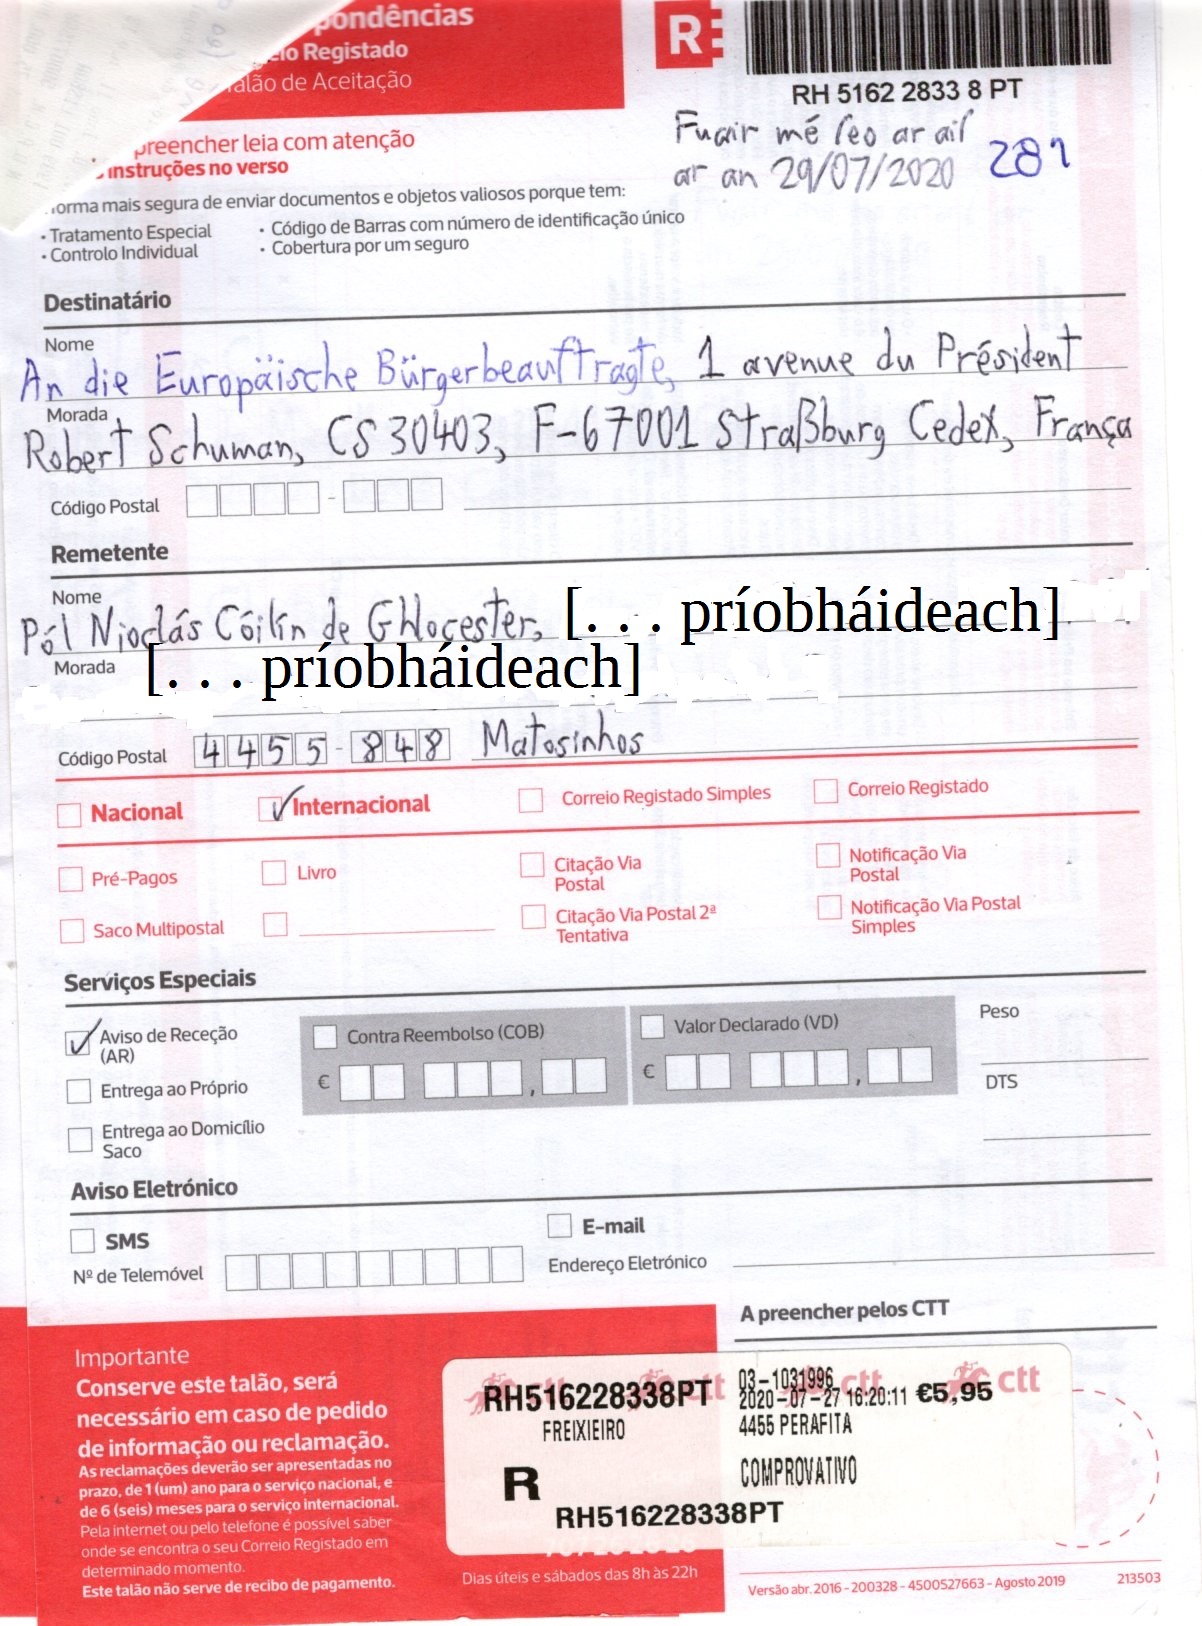 pondências
io Registado
alão de Aceitação
R
RH 5162 2833 8 PT
Fuair mé leo ar ail
ar an 29/07/2020
281
preencher leia com atenção
instruções no verso
forma mais segura de enviar documentos e objetos valiosos porque tem:
· Tratamento Especial
· Controlo Individual
· Código de Barras com número de identificação único
· Cobertura por um seguro
Destinatário
Nome
An die Europäische Bürgerbeauftragte, 1 avenue du Président
Morada
Robert Schuman, CS 30403, F-67001 Straßburg Cedex, França
Código Postal -
Remetente
Nome
Pól Nioclás Cóilín de Ghlocester, [. . . príobháideach]
Morada [. . . príobháideach]
Código Postal 4455-848 Matosinhos
Nacional ✓Internacional Correio Registado Simples Correio Registado
Pré-Pagos Livro Citação Via Postal Notificação Via Postal
Saco Multipostal Citação Via Postal 2ª Tentativa Notificação Via Postal Simples
Serviços Especiais
✓ Aviso de Receção (AR)
Entrega ao Próprio
Entrega ao Domicílio Saco
Contra Reembolso (COB)
€ ,
Valor Declarado (VD)
€ ,
Peso
DTS
Aviso Eletrónico
SMS
Nº de Telemóvel
E-mail
Endereço Eletrónico
A preencher pelos CTT
Importante
Conserve este talão, será
necessário em caso de pedido
de informação ou reclamação.
As reclamações deverão ser apresentadas no
prazo, de 1 (um) ano para o serviço nacional, e
de 6 (seis) meses para o serviço internacional.
Pela internet ou pelo telefone é possível saber
onde se encontra o seu Correio Registado em
determinado momento.
Este talão não serve de recibo de pagamento.
RH516228338PT
FREIXIEIRO
R
RH516228338PT
03-1031996
2020-07-27 16:20:11 €5,95
4455 PERAFITA
COMPROVATIVO
ctt
ctt
ctt
Dias úteis e sábados das 8h às 22h
Versão abr. 2016 - 200328 - 4500527663 - Agosto 2019
213503